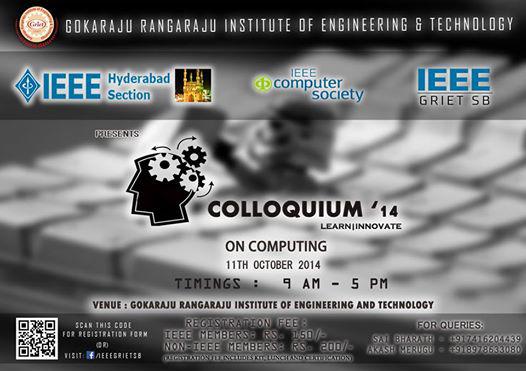 GOKARAJU RANGARAJU INSTITUTE OF ENGINEERING & TECHNOLOGY
Griet
IEEE Hyderabad Section
IEEE computer society
IEEE GRIET SB
PRESENTS
COLLOQUIUM '14
LEARN|INNOVATE
ON COMPUTING
11TH OCTOBER 2014
TIMINGS : 9 AM - 5 PM
VENUE : GOKARAJU RANGARAJU INSTITUTE OF ENGINEERING AND TECHNOLOGY
SCAN THIS CODE
FOR REGISTRATION FORM
(OR)
VISIT: f/IEEEGRIETSB
REGISTRATION FEE:
IEEE MEMBERS: RS. 150/-
NON-IEEE MEMBERS: RS. 200/-
(REGISTRATION FEE INCLUDES KIT, LUNCH AND CERTIFICATION)
FOR QUERIES:
SAI BHARATH - +917416204439
AKASH MERUGU - +918978633080